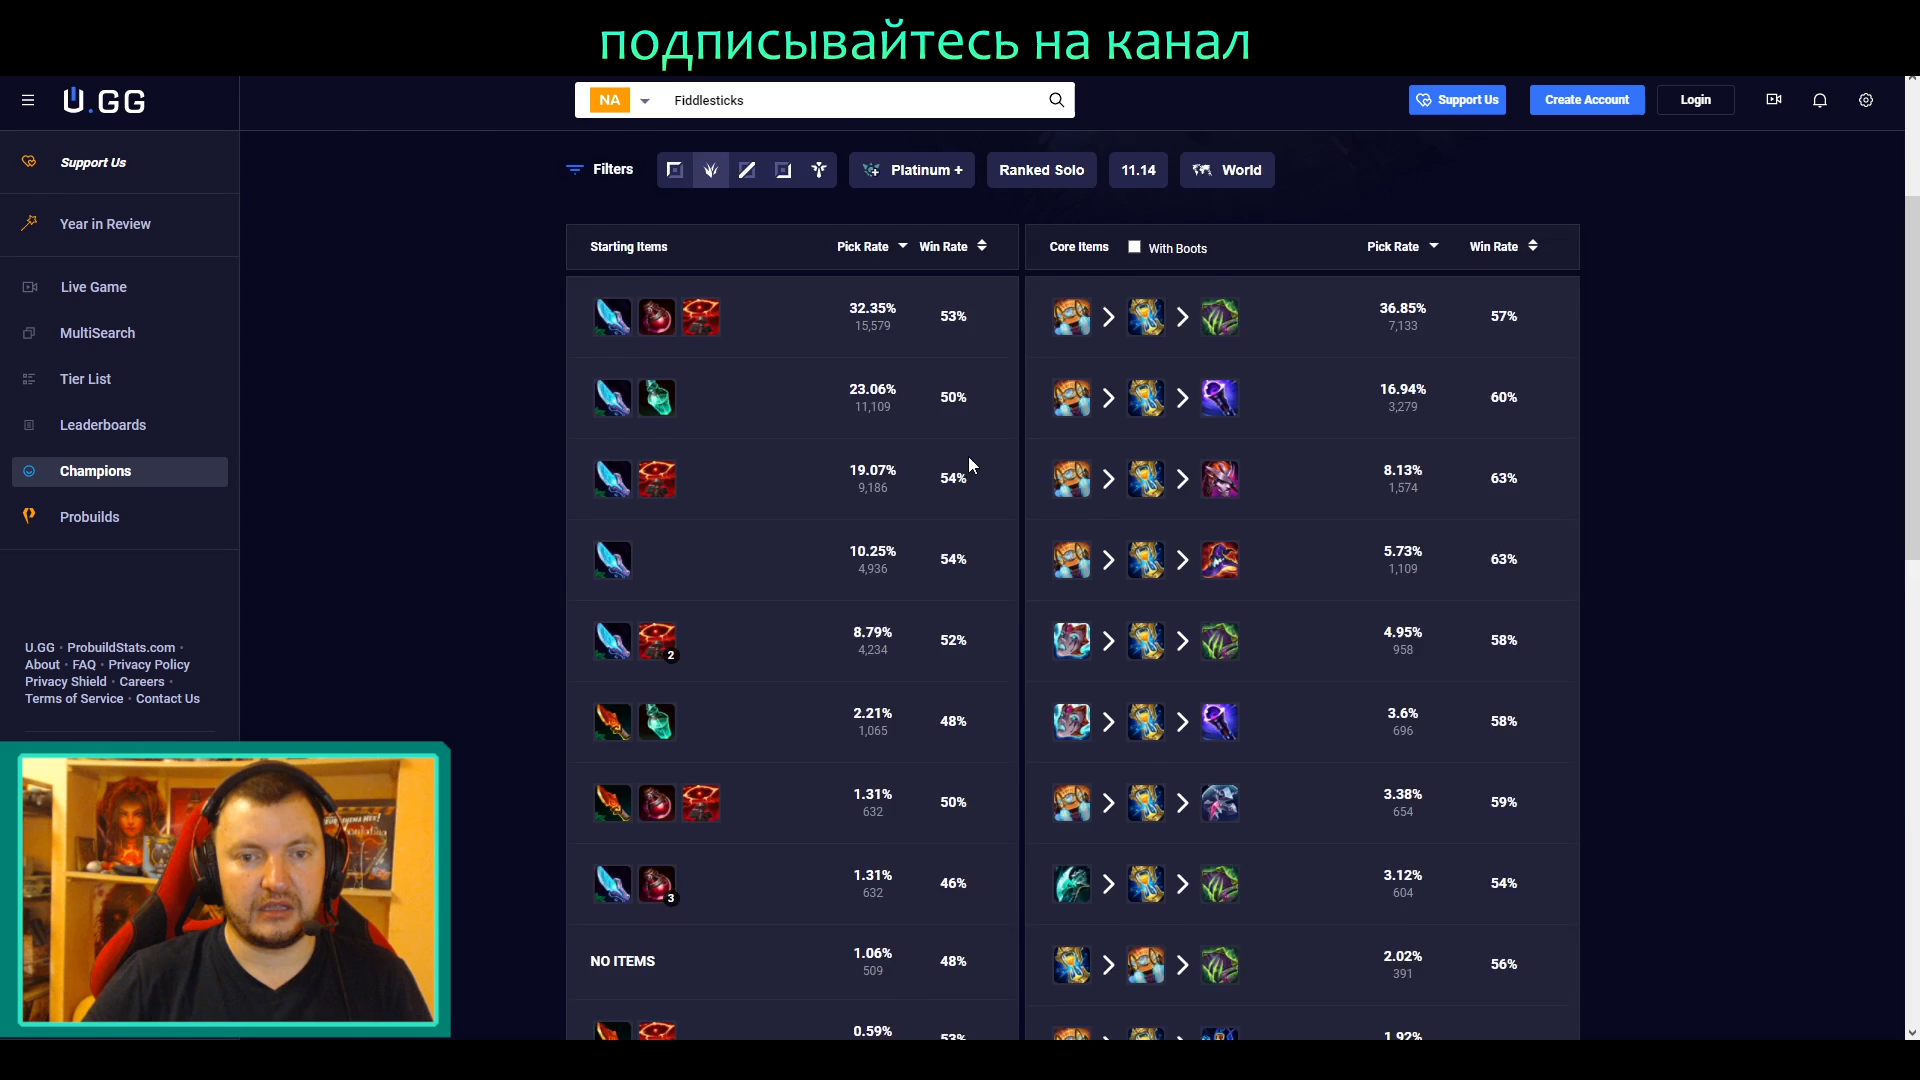 подписывайтесь на канал
U.GG
NA
Fiddlesticks
Support Us
Create Account
Login
Support Us
Year in Review
Live Game
MultiSearch
Tier List
Leaderboards
Champions
Probuilds
U.GG · ProbuildStats.com ·
About · FAQ · Privacy Policy
Privacy Shield · Careers ·
Terms of Service · Contact Us
Filters
Platinum +
Ranked Solo
11.14
World
Starting Items Pick Rate Win Rate
32.35% 53%
15,579
23.06% 50%
11,109
19.07% 54%
9,186
10.25% 54%
4,936
8.79% 52%
2 4,234
2.21% 48%
1,065
1.31% 50%
632
1.31% 46%
3 632
NO ITEMS 1.06% 48%
509
0.59% 53%
Core Items With Boots Pick Rate Win Rate
36.85% 57%
7,133
16.94% 60%
3,279
8.13% 63%
1,574
5.73% 63%
1,109
4.95% 58%
958
3.6% 58%
696
3.38% 59%
654
3.12% 54%
604
2.02% 56%
391
1.92%